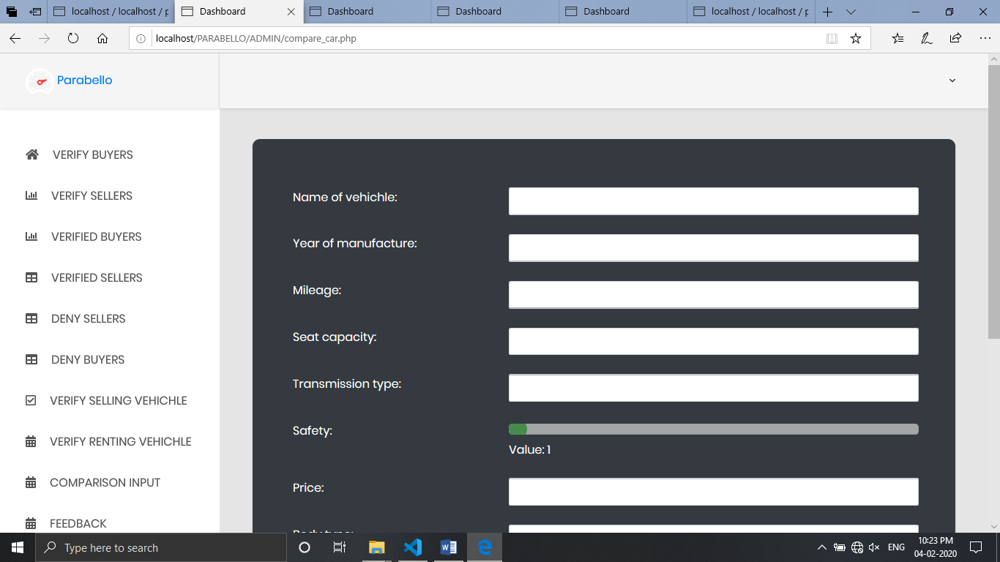 localhost / localhost / p
Dashboard
Dashboard
Dashboard
Dashboard
localhost / localhost / p
localhost/PARABELLO/ADMIN/compare_car.php
Parabello
VERIFY BUYERS
VERIFY SELLERS
VERIFIED BUYERS
VERIFIED SELLERS
DENY SELLERS
DENY BUYERS
VERIFY SELLING VEHICHLE
VERIFY RENTING VEHICHLE
COMPARISON INPUT
FEEDBACK
Name of vehichle:
Year of manufacture:
Mileage:
Seat capacity:
Transmission type:
Safety:
Value: 1
Price:
Body type:
Type here to search
ENG
10:23 PM
04-02-2020